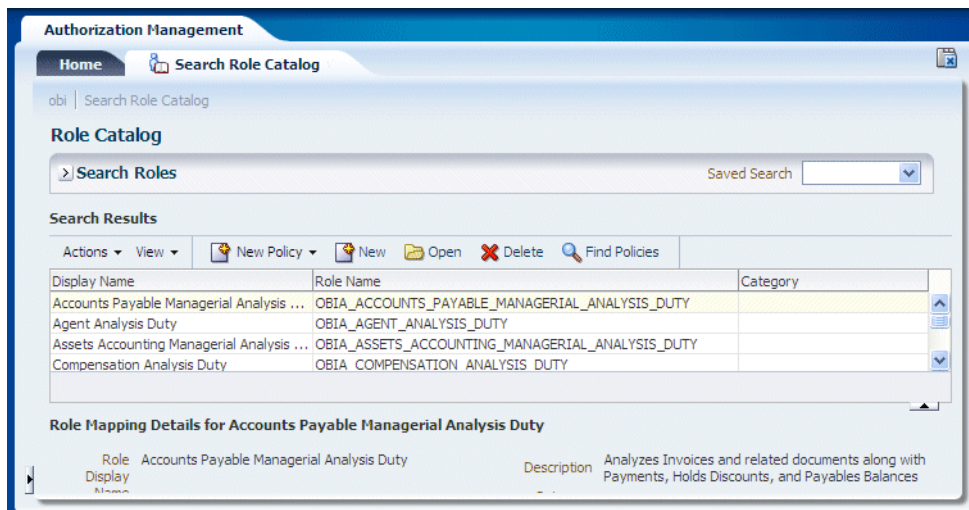 Authorization Management
Home Search Role Catalog
obi | Search Role Catalog
Role Catalog
Search Roles Saved Search
Search Results
Actions View New Policy New Open Delete Find Policies
Display Name Role Name Category
Accounts Payable Managerial Analysis ... OBIA_ACCOUNTS_PAYABLE_MANAGERIAL_ANALYSIS_DUTY
Agent Analysis Duty OBIA_AGENT_ANALYSIS_DUTY
Assets Accounting Managerial Analysis ... OBIA_ASSETS_ACCOUNTING_MANAGERIAL_ANALYSIS_DUTY
Compensation Analysis Duty OBIA_COMPENSATION_ANALYSIS_DUTY
Role Mapping Details for Accounts Payable Managerial Analysis Duty
Role Display Name Accounts Payable Managerial Analysis Duty
Description Analyzes Invoices and related documents along with
Payments, Holds Discounts, and Payables Balances